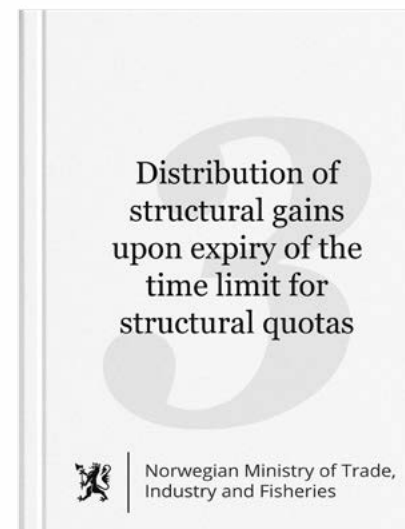 3
Distribution of
structural gains
upon expiry of the
time limit for
structural quotas
Norwegian Ministry of Trade,
Industry and Fisheries